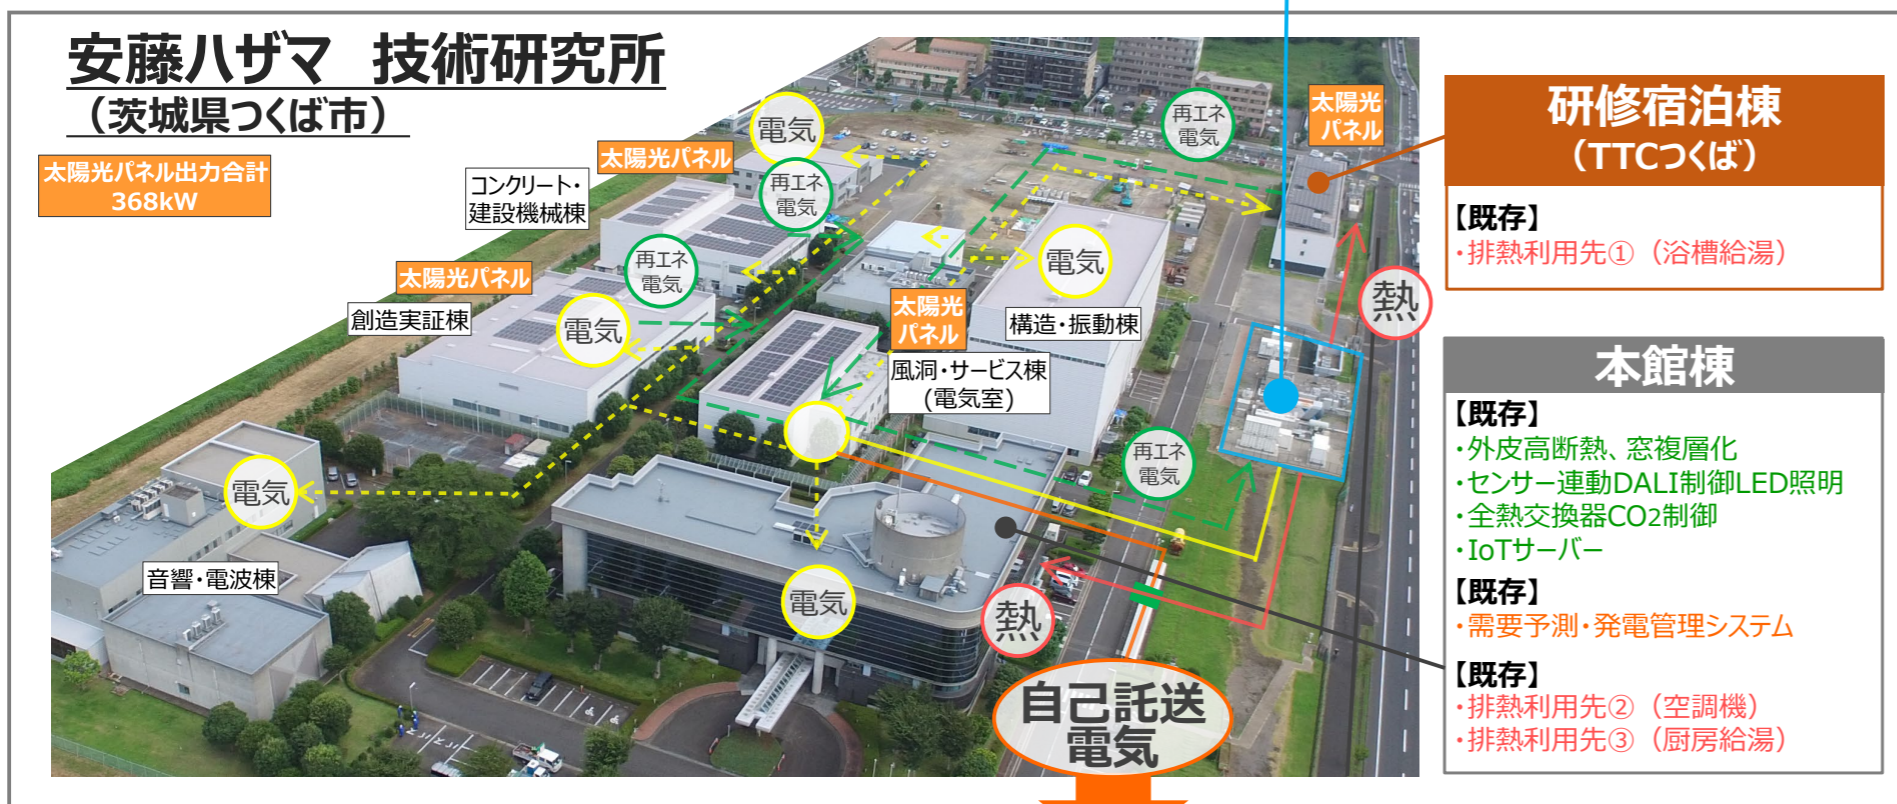 安藤ハザマ 技術研究所
（茨城県つくば市）
太陽光パネル出力合計
368kW
太陽光パネル
コンクリート・
建設機械棟
太陽光パネル
創造実証棟
電気
再エネ
電気
再エネ
電気
電気
再エネ
電気
太陽光
パネル
電気
構造・振動棟
太陽光
パネル
風洞・サービス棟
(電気室)
熱
再エネ
電気
電気
音響・電波棟
電気
熱
自己託送
電気
研修宿泊棟
（TTCつくば）
【既存】
・排熱利用先①（浴槽給湯）
本館棟
【既存】
・外皮高断熱、窓複層化
・センサー連動DALI制御LED照明
・全熱交換器CO2制御
・IoTサーバー
【既存】
・需要予測・発電管理システム
【既存】
・排熱利用先②（空調機）
・排熱利用先③（厨房給湯）